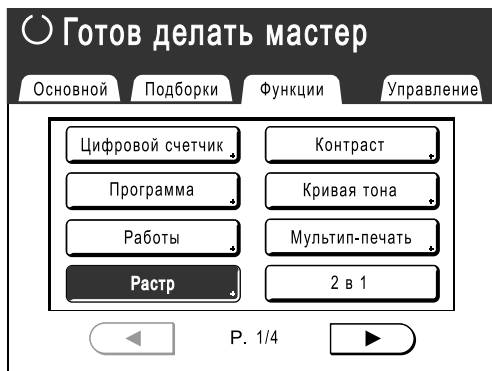 Готов делать мастер
Основной Подборки Функции Управление
Цифровой счетчик Контраст
Программа Кривая тона
Работы Мультип-печать
Растр 2 в 1
P. 1/4